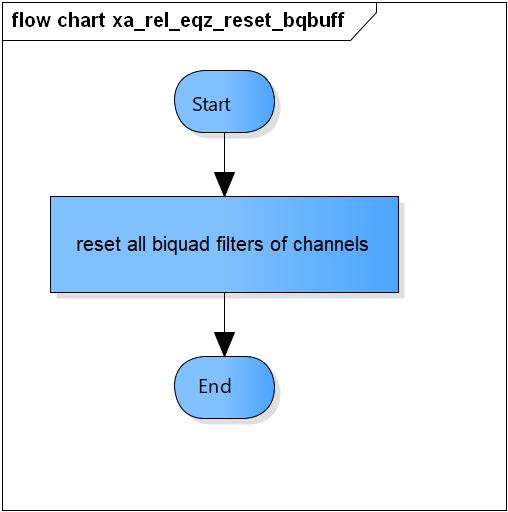 flow chart xa_rel_eqz_reset_bqbuff
Start
reset all biquad filters of channels
End